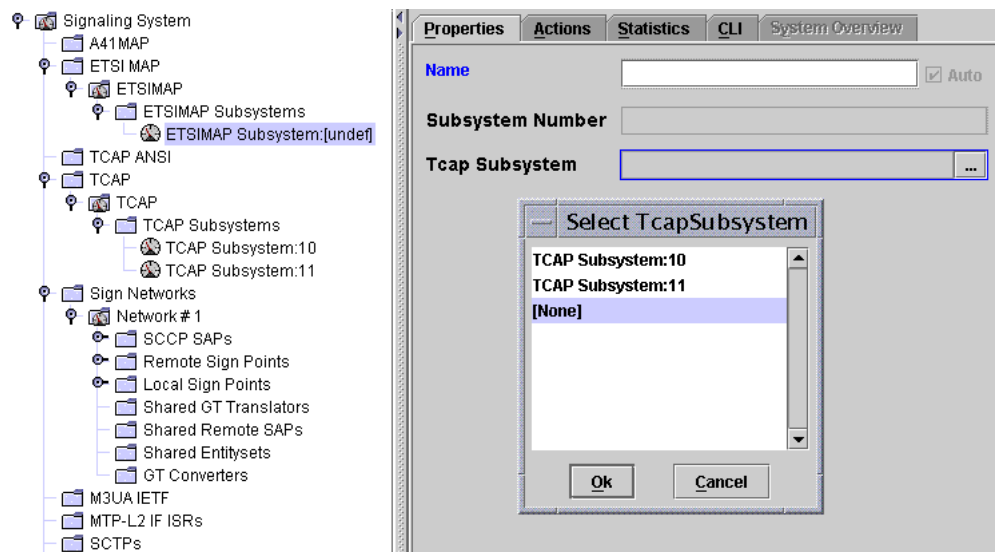 Signaling System
A41MAP
ETSI MAP
ETSIMAP
ETSIMAP Subsystems
ETSIMAP Subsystem:[undef]
TCAP ANSI
TCAP
TCAP
TCAP Subsystems
TCAP Subsystem:10
TCAP Subsystem:11
Sign Networks
Network # 1
SCCP SAPs
Remote Sign Points
Local Sign Points
Shared GT Translators
Shared Remote SAPs
Shared Entitysets
GT Converters
M3UA IETF
MTP-L2 IF ISRs
SCTPs
Properties Actions Statistics CLI System Overview
Name Auto
Subsystem Number
Tcap Subsystem ...
Select TcapSubsystem
TCAP Subsystem:10
TCAP Subsystem:11
[None]
Ok Cancel